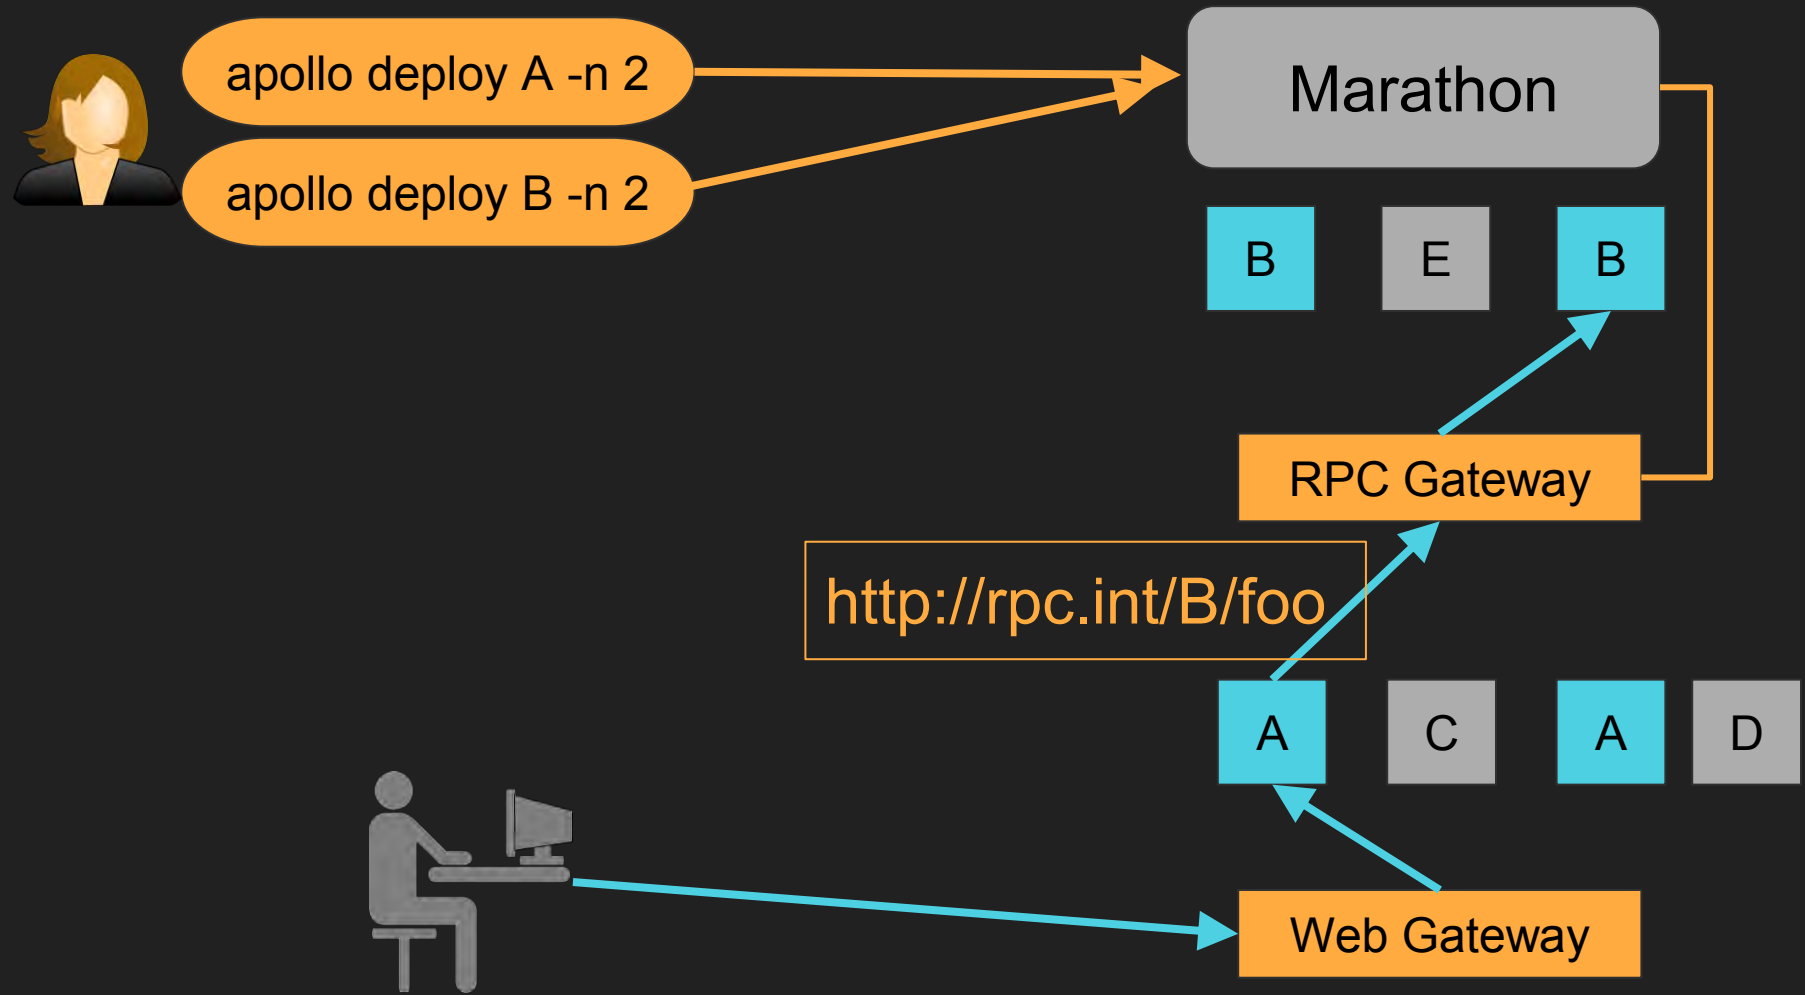 apollo deploy A -n 2
Marathon
apollo deploy B -n 2
B
E
B
RPC Gateway
http://rpc.int/B/foo
A
C
A
D
Web Gateway